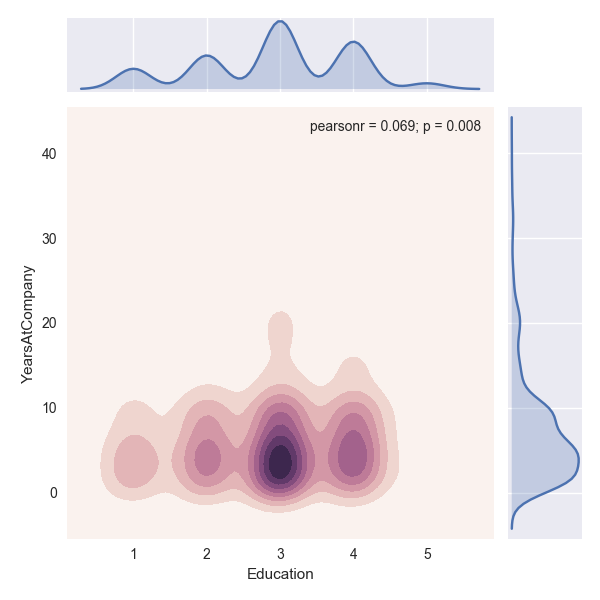 pearsonr = 0.069; p = 0.008
40
30
20
10
0
YearsAtCompany
1 2 3 4 5
Education